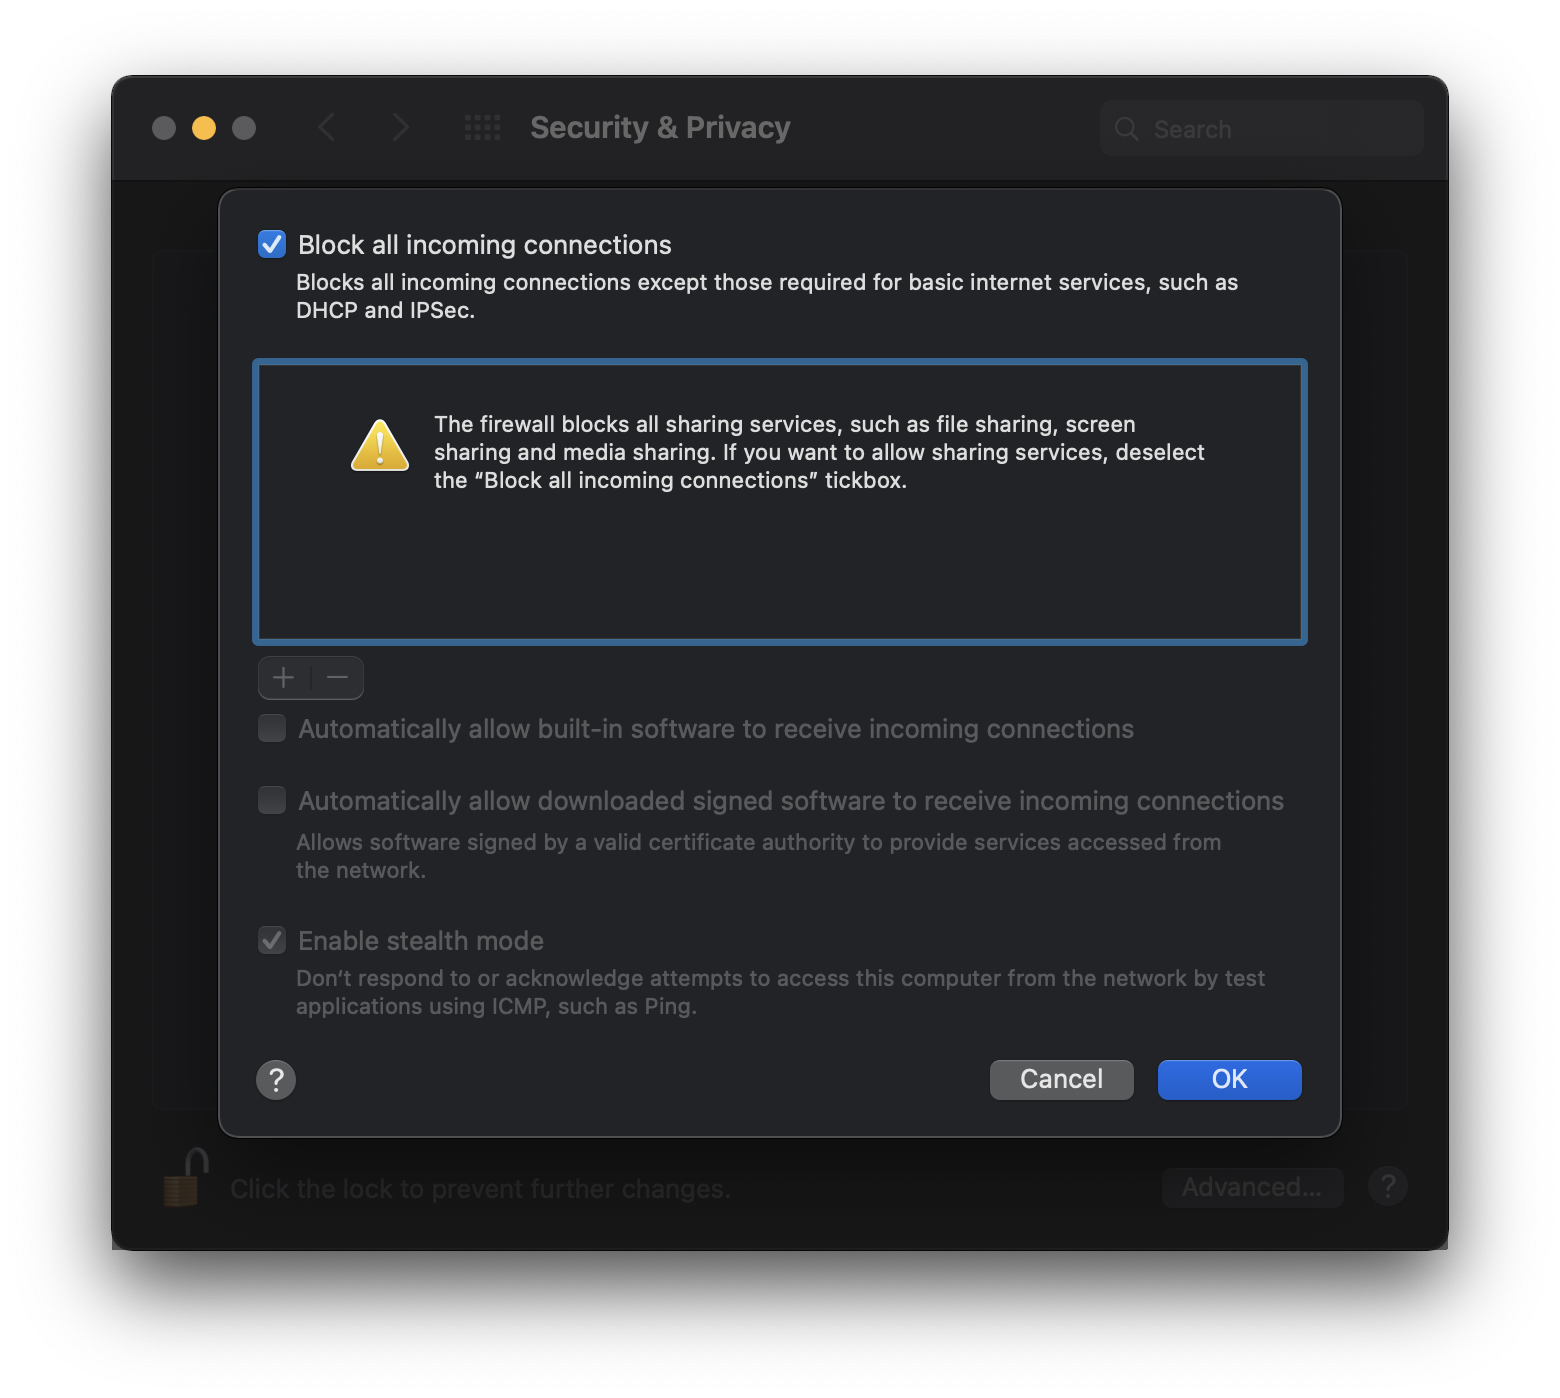 Security & Privacy
Search
Block all incoming connections
Blocks all incoming connections except those required for basic internet services, such as
DHCP and IPSec.
The firewall blocks all sharing services, such as file sharing, screen
sharing and media sharing. If you want to allow sharing services, deselect
the “Block all incoming connections” tickbox.
Automatically allow built-in software to receive incoming connections
Automatically allow downloaded signed software to receive incoming connections
Allows software signed by a valid certificate authority to provide services accessed from
the network.
Enable stealth mode
Don’t respond to or acknowledge attempts to access this computer from the network by test
applications using ICMP, such as Ping.
? Cancel OK
Click the lock to prevent further changes. Advanced... ?